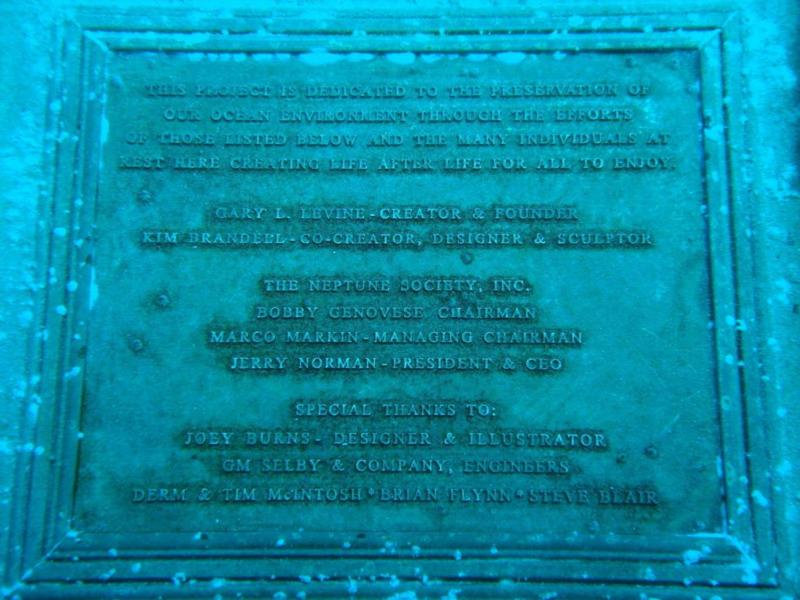 THIS PROJECT IS DEDICATED TO THE PRESERVATION OF
OUR OCEAN ENVIRONMENT THROUGH THE EFFORTS
OF THOSE LISTED BELOW AND THE MANY INDIVIDUALS AT
REST HERE CREATING LIFE AFTER LIFE FOR ALL TO ENJOY.
GARY L. LEVINE - CREATOR & FOUNDER
KIM BRANDELL - CO-CREATOR, DESIGNER & SCULPTOR
THE NEPTUNE SOCIETY, INC.
BOBBY GENOVESE CHAIRMAN
MARCO MARKIN - MANAGING CHAIRMAN
JERRY NORMAN - PRESIDENT & CEO
SPECIAL THANKS TO:
JOEY BURNS - DESIGNER & ILLUSTRATOR
GM SELBY & COMPANY, ENGINEERS
DERM & TIM McINTOSH * BRIAN FLYNN * STEVE BLAIR